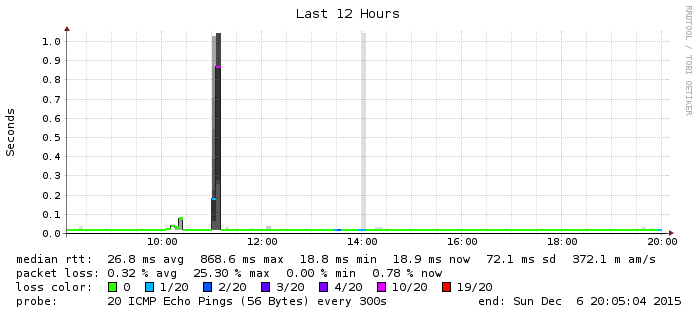 Last 12 Hours
RRDTOOL / TOBI OETIKER
Seconds
1.0
0.9
0.8
0.7
0.6
0.5
0.4
0.3
0.2
0.1
0.0
10:00 12:00 14:00 16:00 18:00 20:00
median rtt: 26.8 ms avg 868.6 ms max 18.8 ms min 18.9 ms now 72.1 ms sd 372.1 m am/s
packet loss: 0.32 % avg 25.30 % max 0.00 % min 0.78 % now
loss color: 0 1/20 2/20 3/20 4/20 10/20 19/20
probe: 20 ICMP Echo Pings (56 Bytes) every 300s end: Sun Dec 6 20:05:04 2015